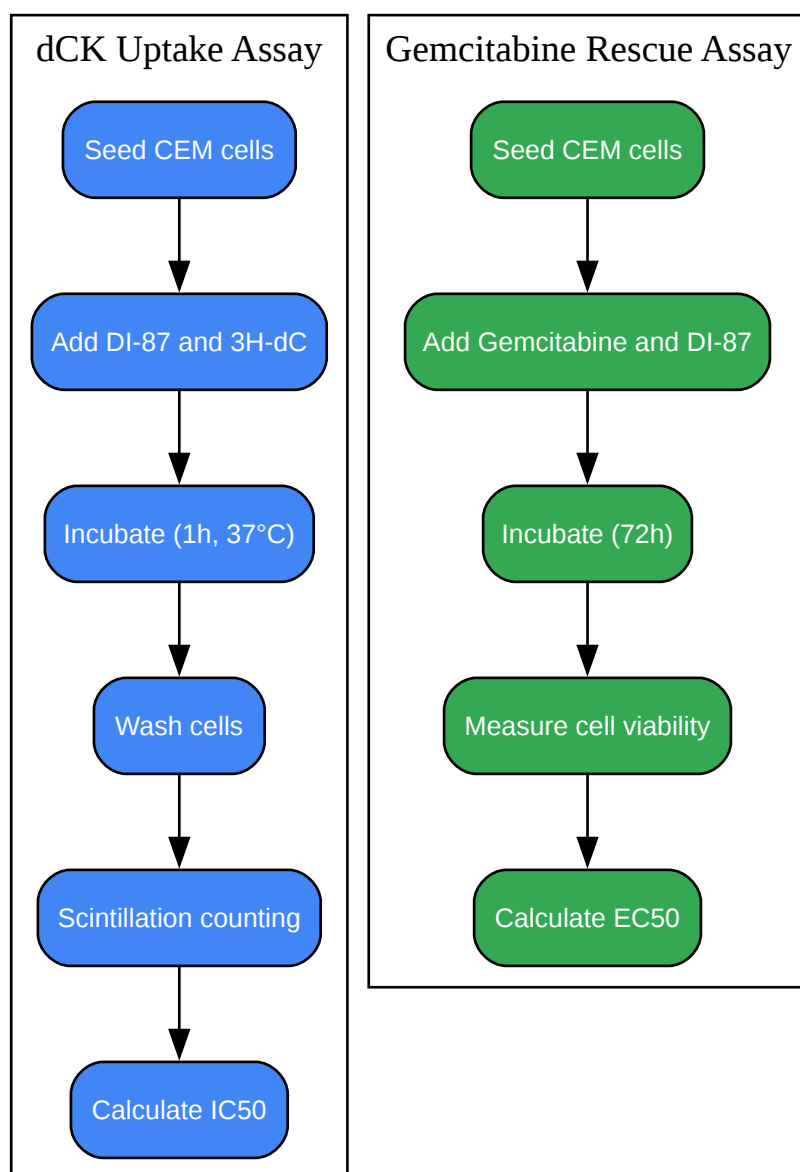 dCK Uptake Assay
Seed CEM cells
Add DI-87 and 3H-dC
Incubate (1h, 37°C)
Wash cells
Scintillation counting
Calculate IC50
Gemcitabine Rescue Assay
Seed CEM cells
Add Gemcitabine and DI-87
Incubate (72h)
Measure cell viability
Calculate EC50